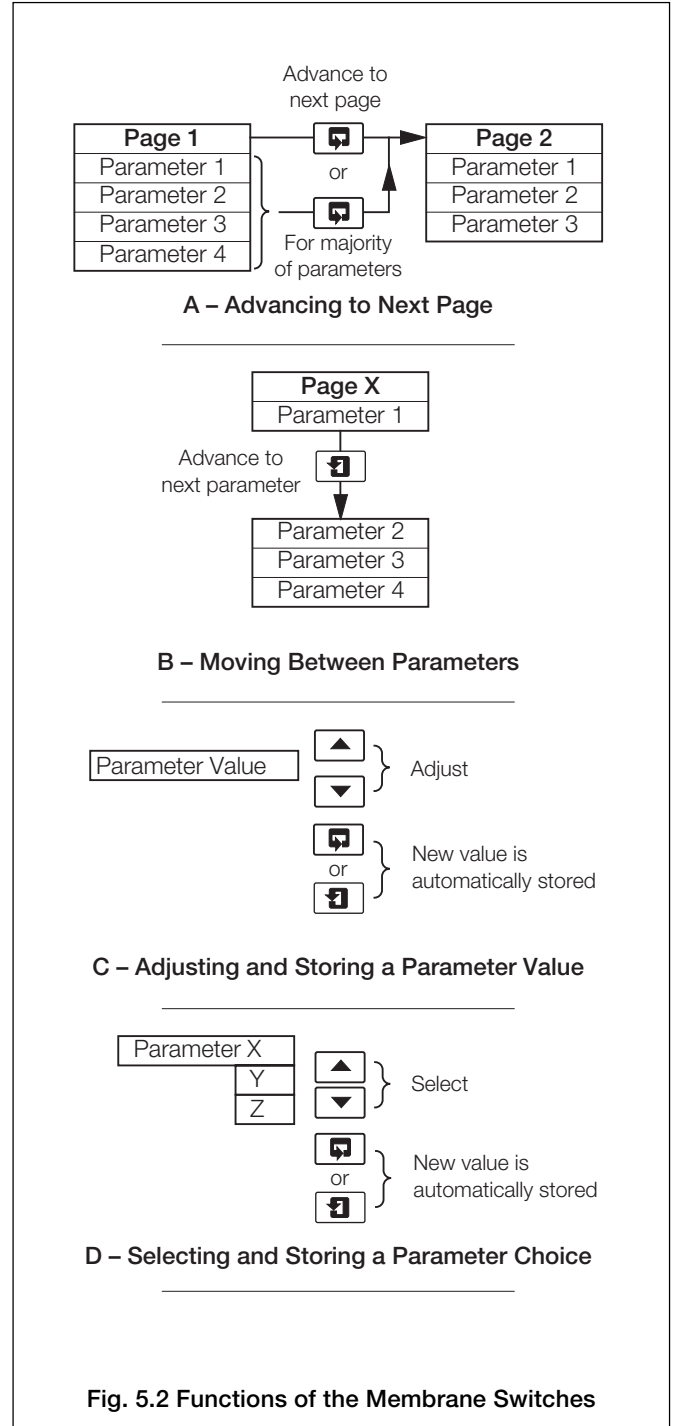 Advance to
next page
Page 1
Parameter 1
Parameter 2
Parameter 3
Parameter 4
or
For majority
of parameters
Page 2
Parameter 1
Parameter 2
Parameter 3
A – Advancing to Next Page
Page X
Parameter 1
Advance to
next parameter
Parameter 2
Parameter 3
Parameter 4
B – Moving Between Parameters
Parameter Value
Adjust
or
New value is
automatically stored
C – Adjusting and Storing a Parameter Value
Parameter X
Y
Z
Select
or
New value is
automatically stored
D – Selecting and Storing a Parameter Choice
Fig. 5.2 Functions of the Membrane Switches